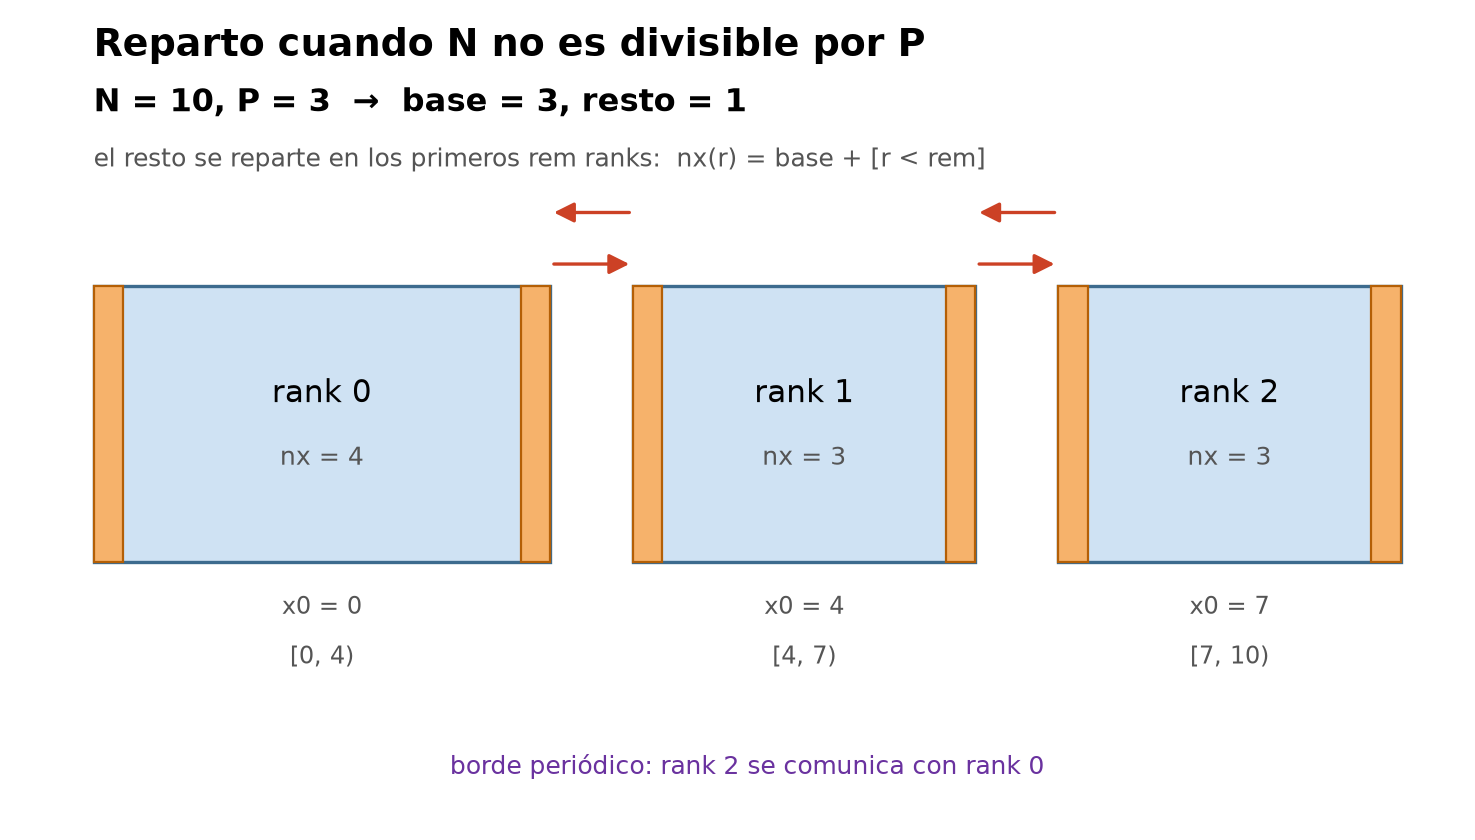 Reparto cuando N no es divisible por P
N = 10, P = 3 → base = 3, resto = 1
el resto se reparte en los primeros rem ranks: nx(r) = base + [r < rem]
rank 0
rank 1
rank 2
nx = 4
nx = 3
nx = 3
x0 = 0
x0 = 4
x0 = 7
[0, 4)
[4, 7)
[7, 10)
borde periódico: rank 2 se comunica con rank 0